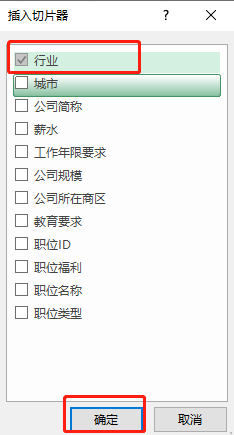 插入切片器 ? ×
行业
城市
公司简称
薪水
工作年限要求
公司规模
公司所在商区
教育要求
职位ID
职位福利
职位名称
职位类型
确定 取消